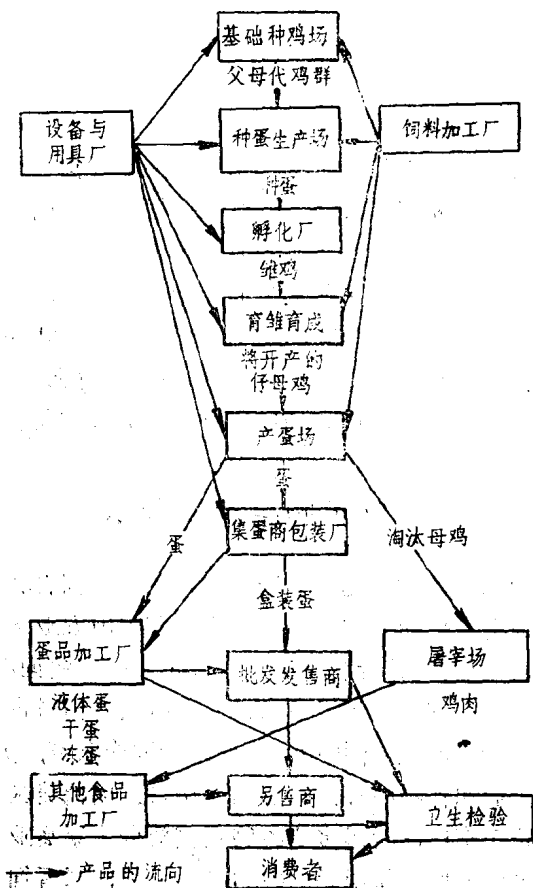 基础种鸡场
父母代鸡群
设备与
用具厂
种蛋生产场
饲料加工厂
种蛋
孵化厂
雏鸡
育雏育成
将开产的
仔母鸡
产蛋场
蛋
蛋
集蛋商包装厂
淘汰母鸡
盒装蛋
蛋品加工厂
批发发售商
屠宰场
液体蛋
干蛋
冻蛋
鸡肉
其他食品
加工厂
另售商
卫生检验
消费者
产品的流向